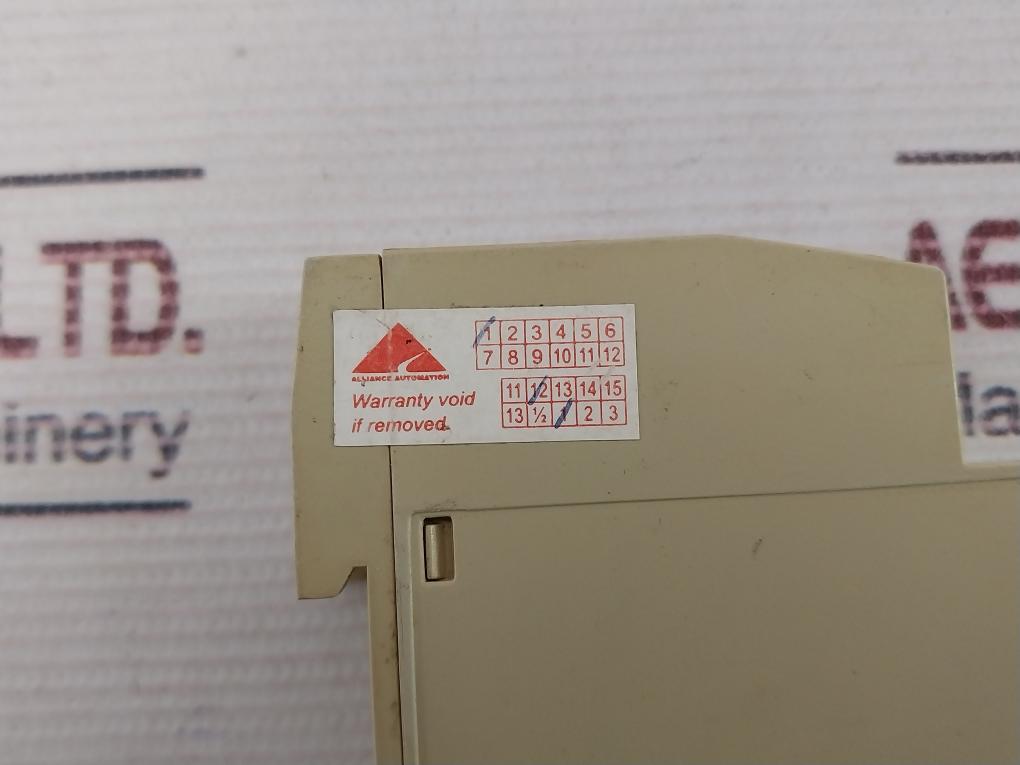 LTD.
AE
inery
la
ALLIANCE AUTOMATION
Warranty void
if removed.
1 2 3 4 5 6
7 8 9 10 11 12
11 12 13 14 15
13 ½ 1 2 3